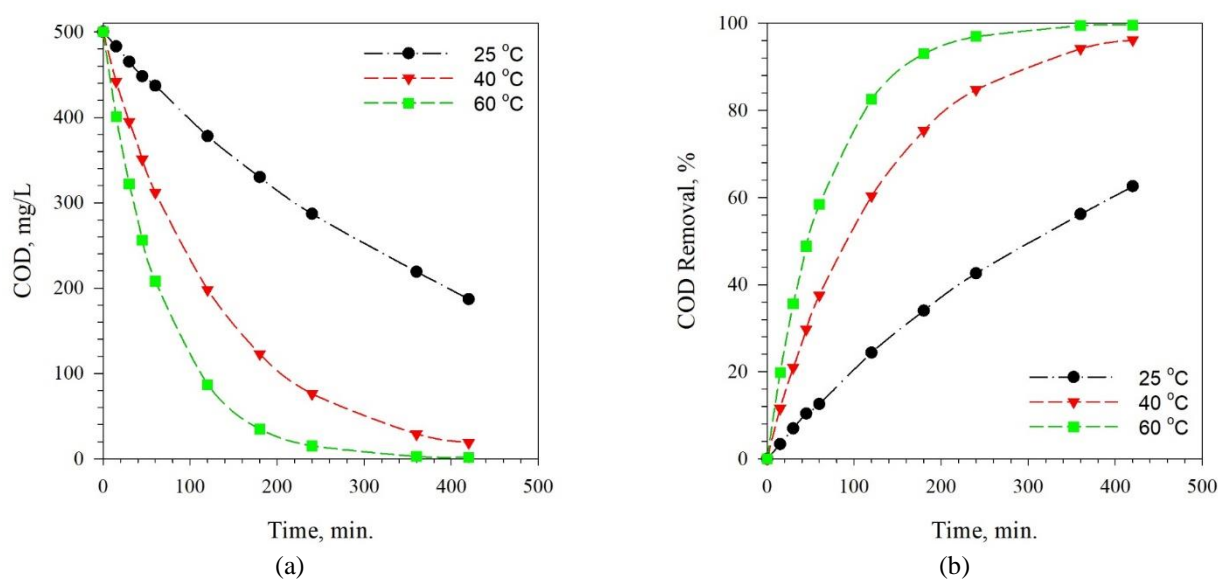 500
400
300
200
100
0
COD, mg/L
25 °C
40 °C
60 °C
0 100 200 300 400 500
Time, min.
(a)
100
80
60
40
20
0
COD Removal, %
25 °C
40 °C
60 °C
0 100 200 300 400 500
Time, min.
(b)